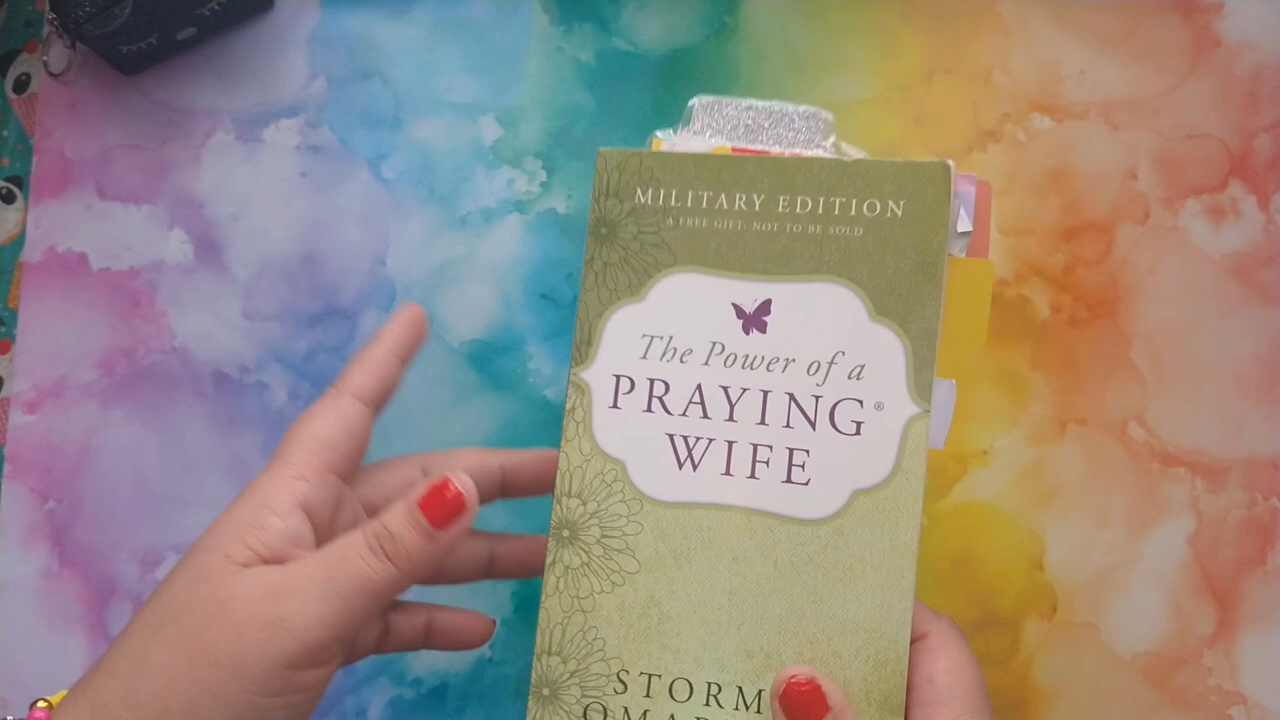 MILITARY EDITION
A FREE GIFT: NOT TO BE SOLD
The Power of a
PRAYING®
WIFE
STORM